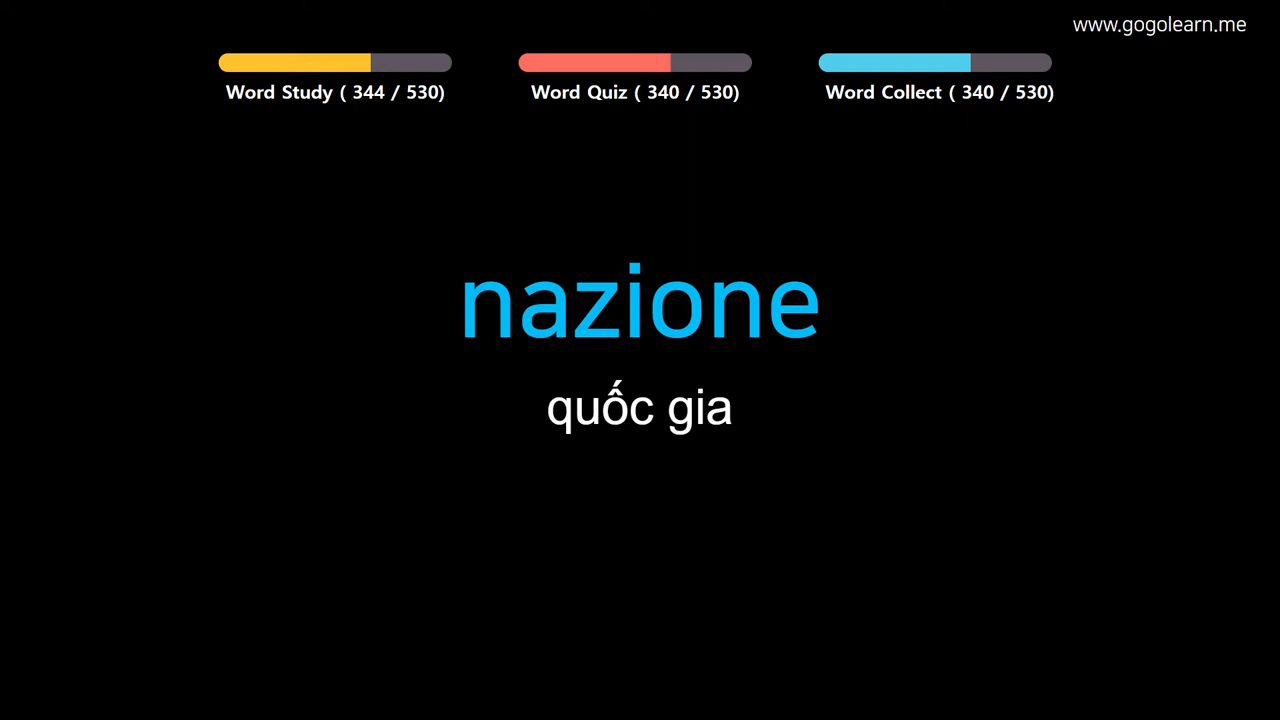 www.gogolearn.me
Word Study ( 344 / 530)
Word Quiz ( 340 / 530)
Word Collect ( 340 / 530)
nazione
quốc gia